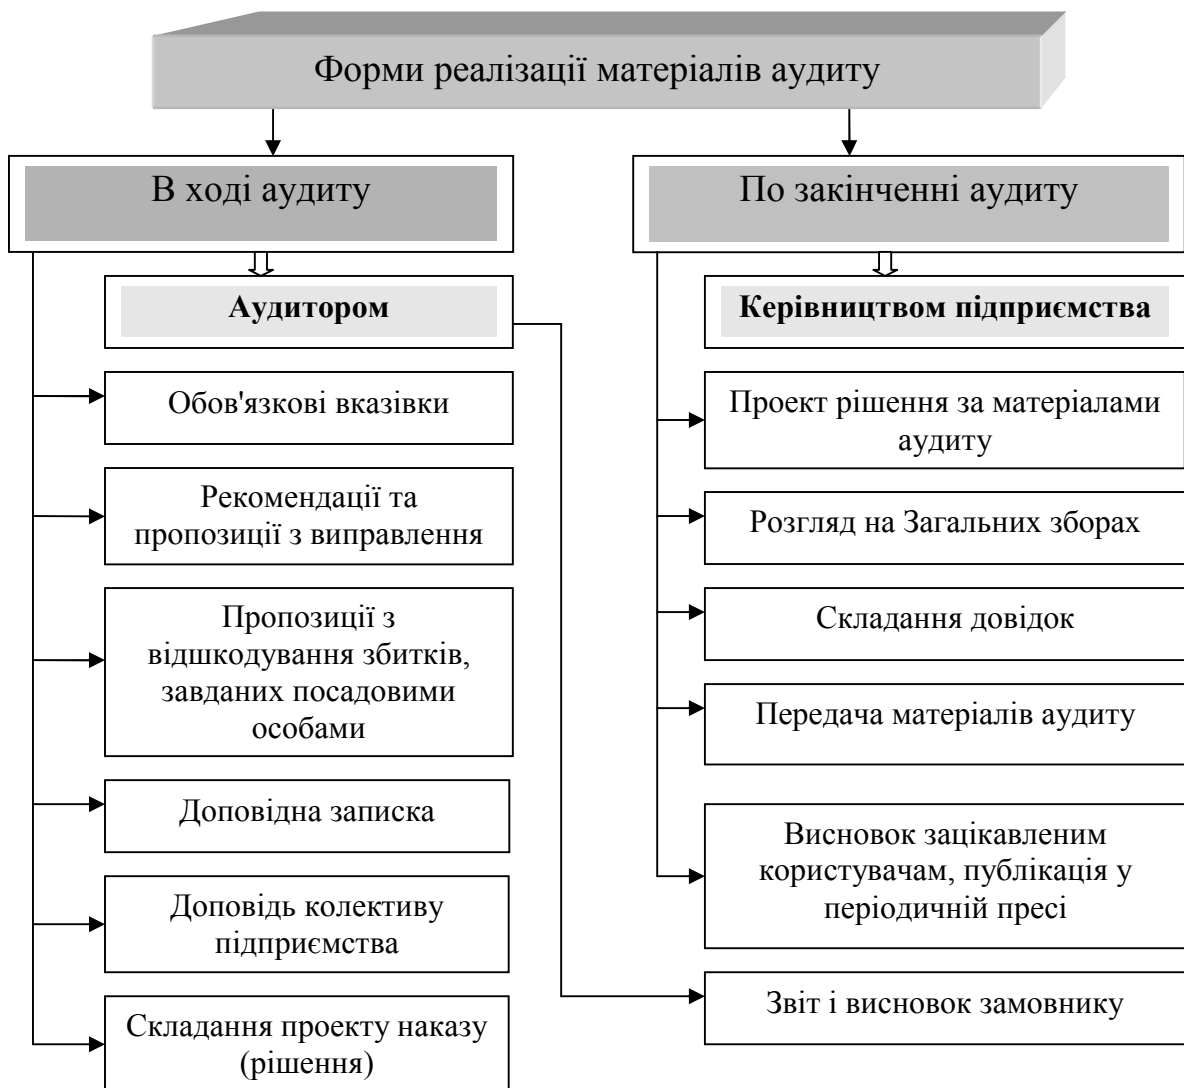 Форми реалізації матеріалів аудиту
В ході аудиту
Аудитором
Обов'язкові вказівки
Рекомендації та
пропозиції з виправлення
Пропозиції з
відшкодування збитків,
завданих посадовими
особами
Доповідна записка
Доповідь колективу
підприємства
Складання проекту наказу
(рішення)
По закінченні аудиту
Керівництвом підприємства
Проект рішення за матеріалами
аудиту
Розгляд на Загальних зборах
Складання довідок
Передача матеріалів аудиту
Висновок зацікавленим
користувачам, публікація у
періодичній пресі
Звіт і висновок замовнику